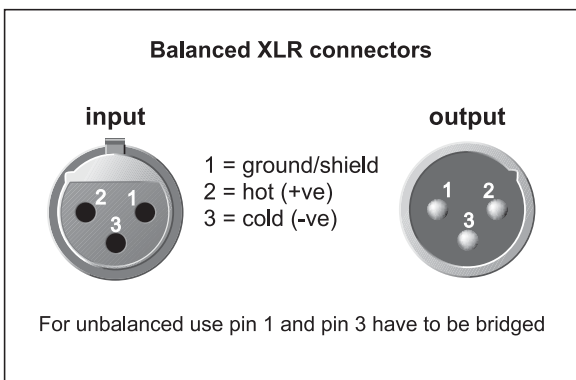 Balanced XLR connectors
input
output
1 = ground/shield
2 = hot (+ve)
3 = cold (-ve)
2 1
3
1 2
3
For unbalanced use pin 1 and pin 3 have to be bridged